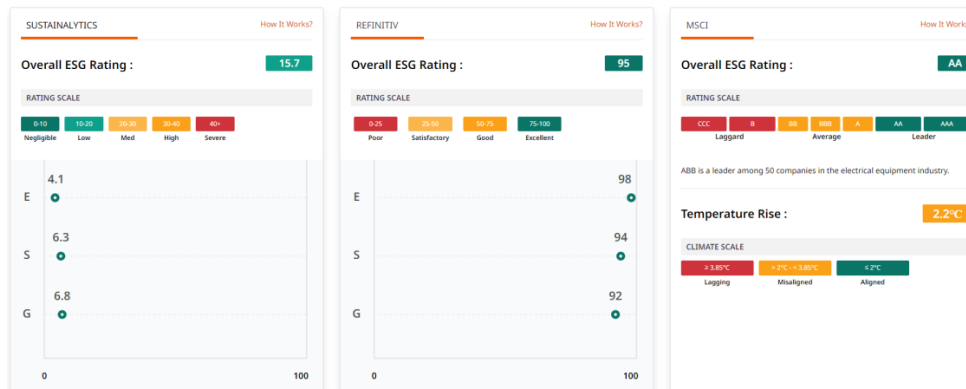 SUSTAINALYTICS How It Works?
Overall ESG Rating : 15.7
RATING SCALE
0-10 10-20 20-30 30-40 40+
Negligible Low Med High Severe
4.1
E
6.3
S
6.8
G
0 100
REFINITIV How It Works?
Overall ESG Rating : 95
RATING SCALE
0-25 25-50 50-75 75-100
Poor Satisfactory Good Excellent
98
E
94
S
92
G
0 100
MSCI How It Works
Overall ESG Rating : AA
RATING SCALE
CCC B BB BBB A AA AAA
Laggard Average Leader
ABB is a leader among 50 companies in the electrical equipment industry.
Temperature Rise : 2.2°C
CLIMATE SCALE
≥ 3.85°C > 2°C - < 3.85°C ≤ 2°C
Lagging Misaligned Aligned